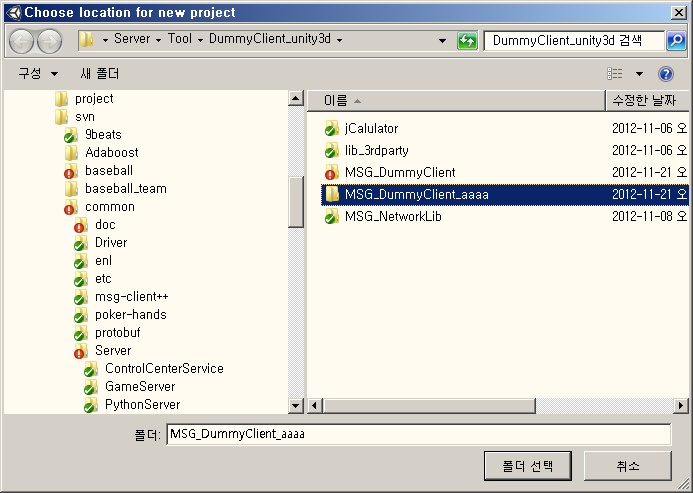 Choose location for new project
Server Tool DummyClient_unity3d
DummyClient_unity3d 검색
구성 새 폴더
project
svn
9beats
Adaboost
baseball
baseball_team
common
doc
Driver
enl
etc
msg-client++
poker-hands
protobuf
Server
ControlCenterService
GameServer
PythonServer
이름 수정한 날짜
jCalulator 2012-11-06 오
lib_3rdparty 2012-11-06 오
MSG_DummyClient 2012-11-21 오
MSG_DummyClient_aaaa 2012-11-21 오
MSG_NetworkLib 2012-11-08 오
폴더: MSG_DummyClient_aaaa
폴더 선택 취소